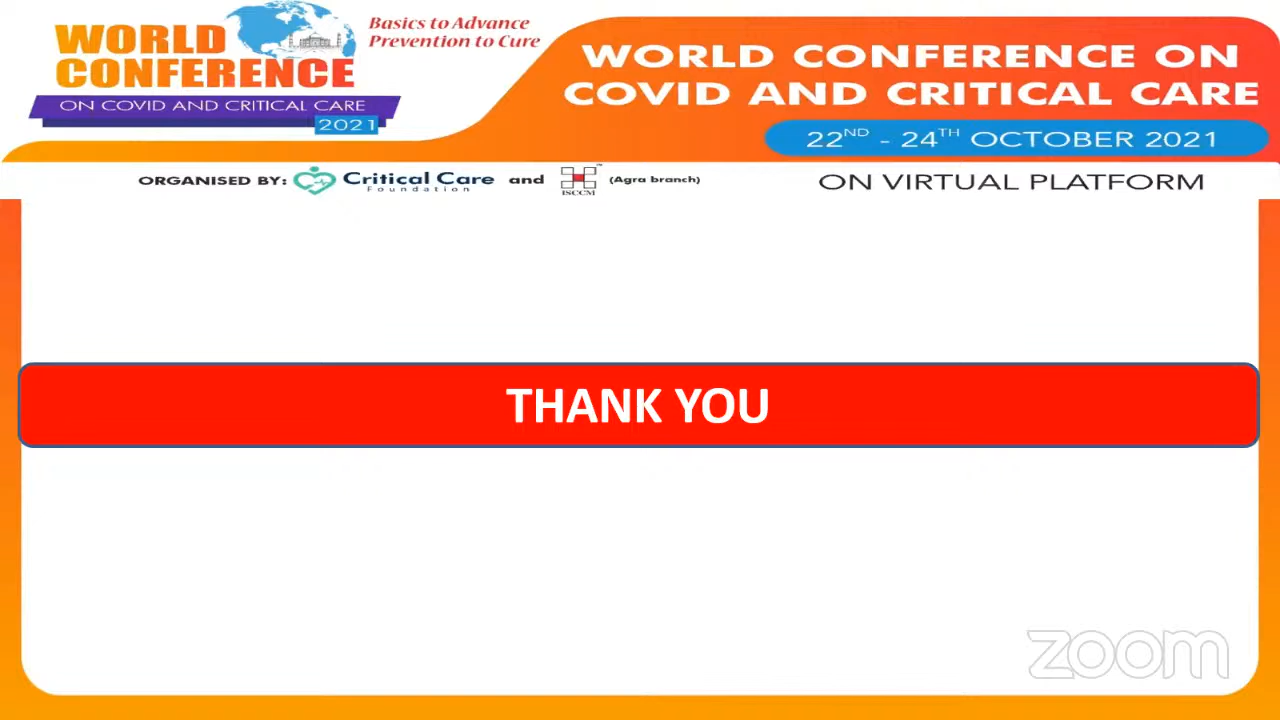 WORLD
CONFERENCE
ON COVID AND CRITICAL CARE
2021
Basics to Advance
Prevention to Cure
WORLD CONFERENCE ON
COVID AND CRITICAL CARE
22ND - 24TH OCTOBER 2021
ORGANISED BY: Critical Care Foundation and ISCCM (Agra branch)
ON VIRTUAL PLATFORM
THANK YOU
zoom